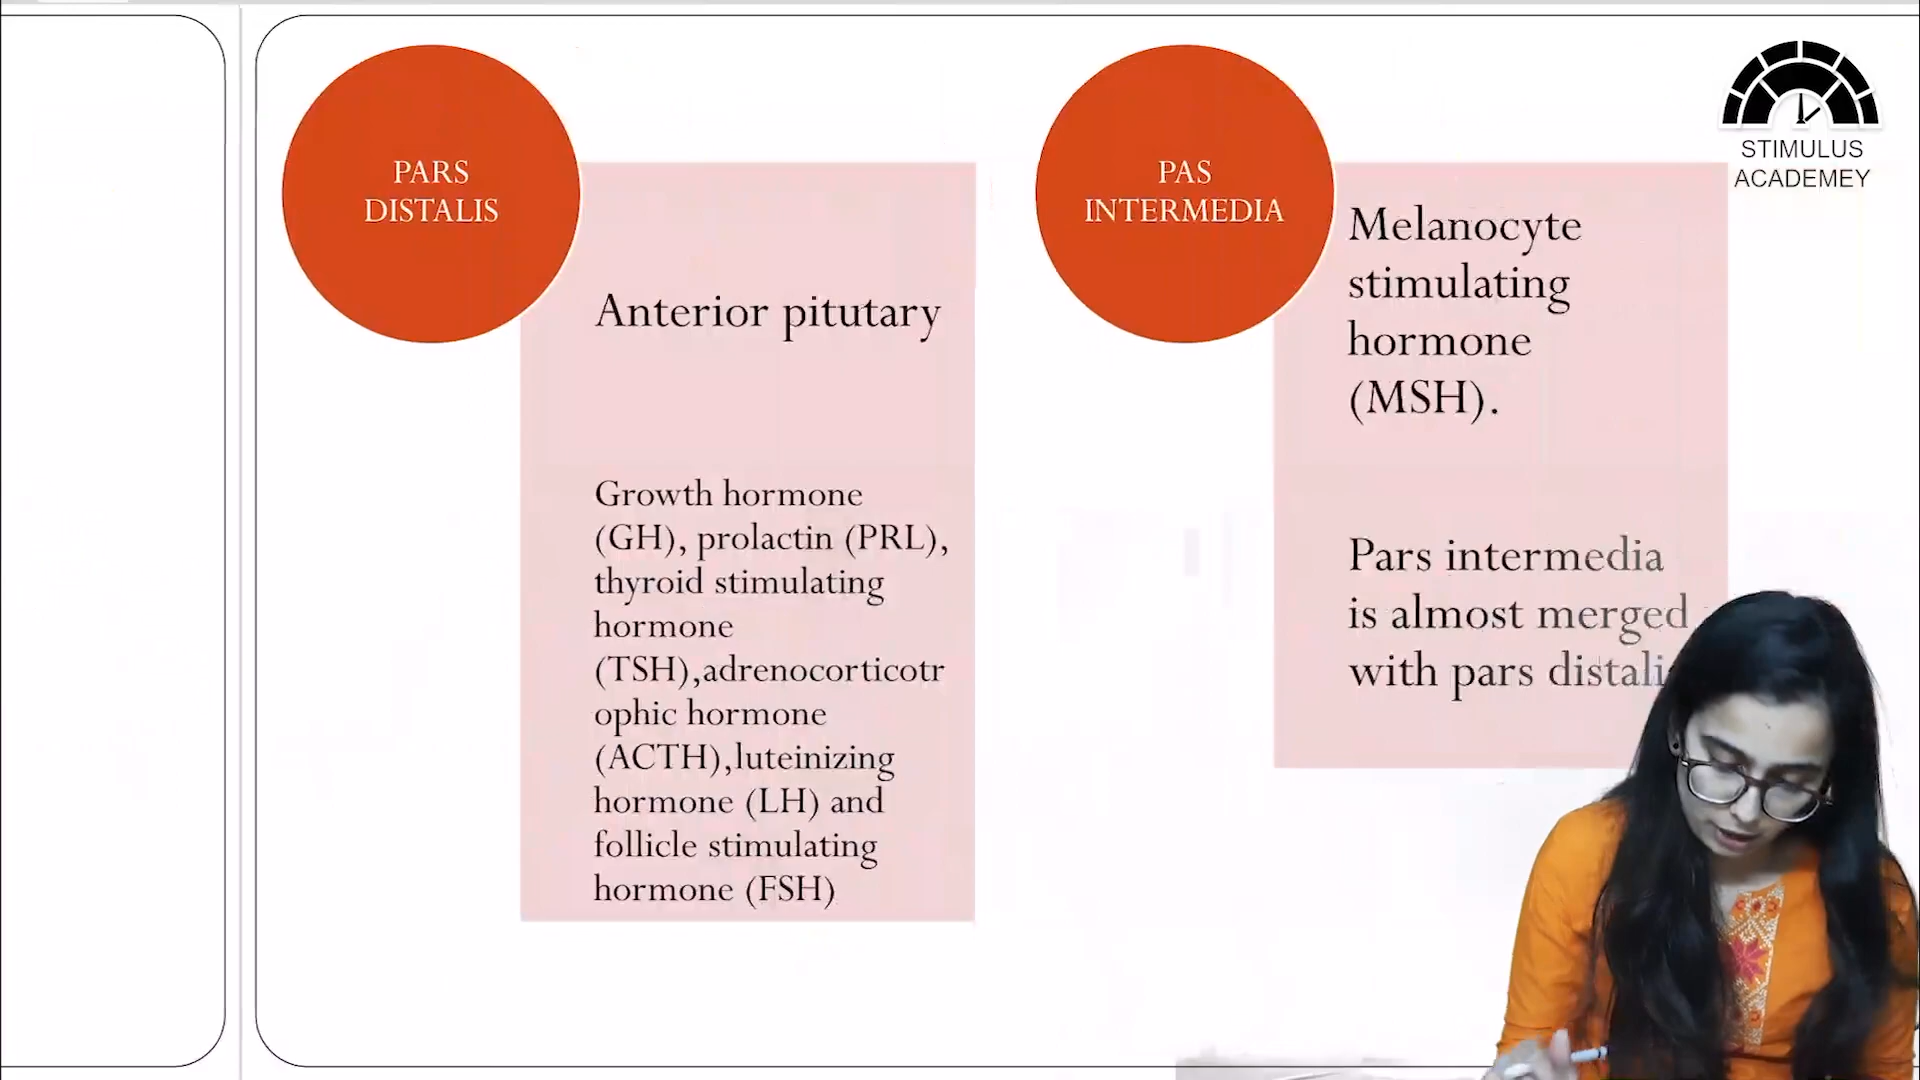 PARS
DISTALIS
Anterior pitutary
Growth hormone
(GH), prolactin (PRL),
thyroid stimulating
hormone
(TSH),adrenocorticotr
ophic hormone
(ACTH),luteinizing
hormone (LH) and
follicle stimulating
hormone (FSH)
PAS
INTERMEDIA
Melanocyte
stimulating
hormone
(MSH).
Pars intermedia
is almost merged
with pars distali
STIMULUS
ACADEMEY